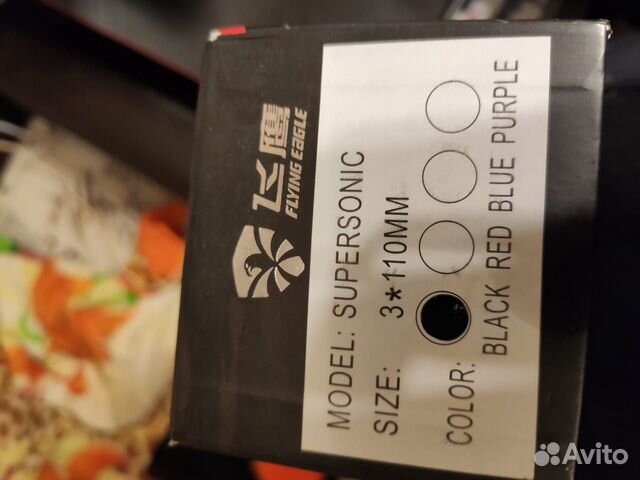 飞鹰
FLYING EAGLE
MODEL: SUPERSONIC
SIZE: 3*110MM
COLOR:
BLACK RED BLUE PURPLE
Avito